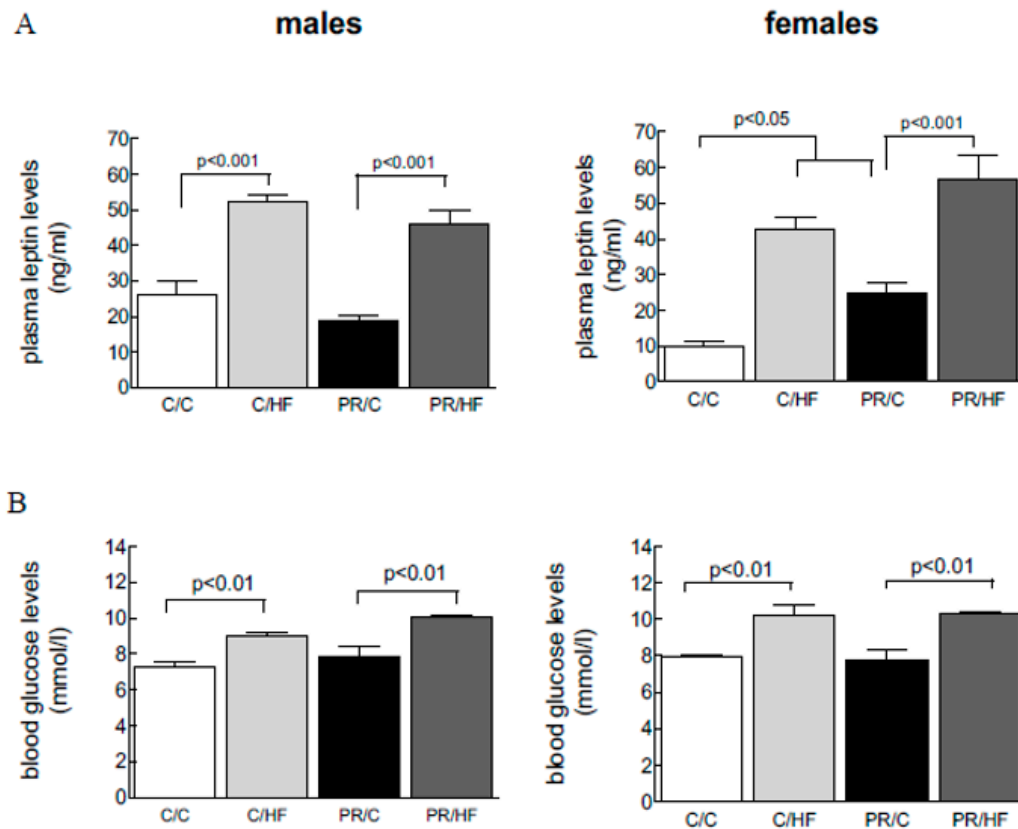 A
males
females
plasma leptin levels
(ng/ml)
70
60
50
40
30
20
10
0
p<0.001
p<0.001
C/C
C/HF
PR/C
PR/HF
plasma leptin levels
(ng/ml)
70
60
50
40
30
20
10
0
p<0.05
p<0.001
C/C
C/HF
PR/C
PR/HF
B
blood glucose levels
(mmol/l)
14
12
10
8
6
4
2
0
p<0.01
p<0.01
C/C
C/HF
PR/C
PR/HF
blood glucose levels
(mmol/l)
14
12
10
8
6
4
2
0
p<0.01
p<0.01
C/C
C/HF
PR/C
PR/HF